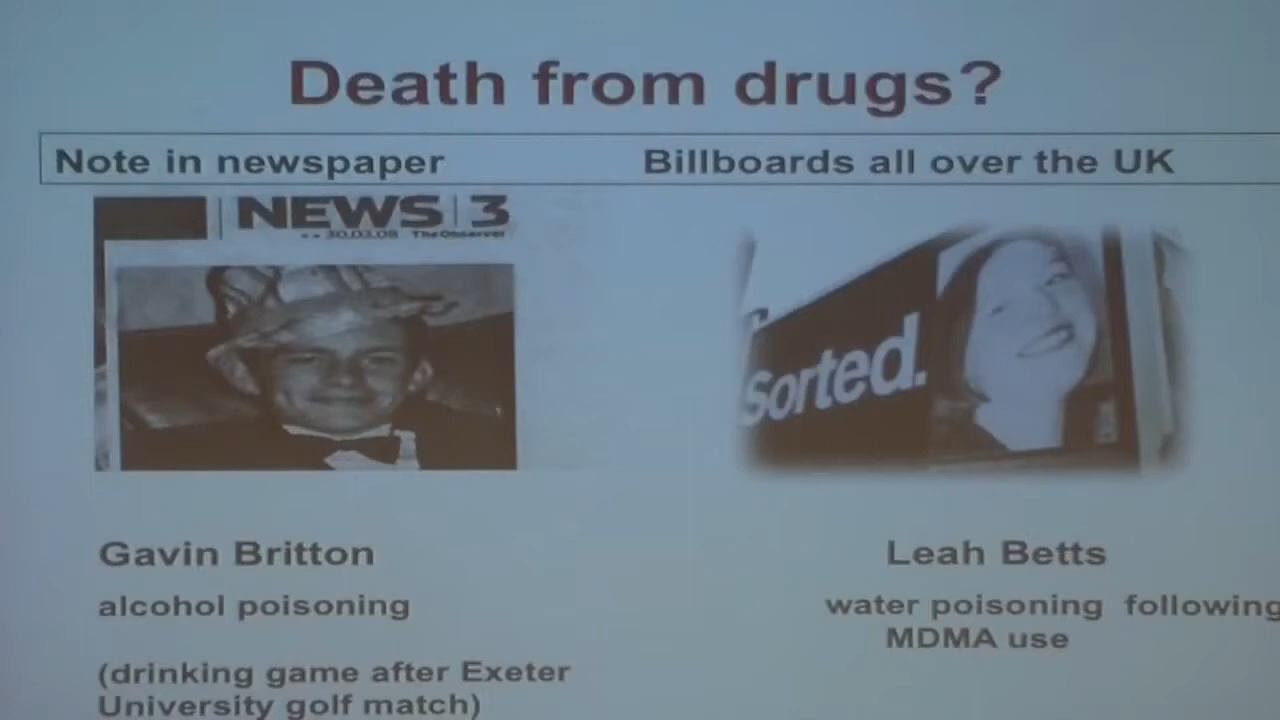 Death from drugs?
Note in newspaper
Billboards all over the UK
NEWS 3
30.03.08 The Observer
sorted.
Gavin Britton
alcohol poisoning
(drinking game after Exeter
University golf match)
Leah Betts
water poisoning following
MDMA use